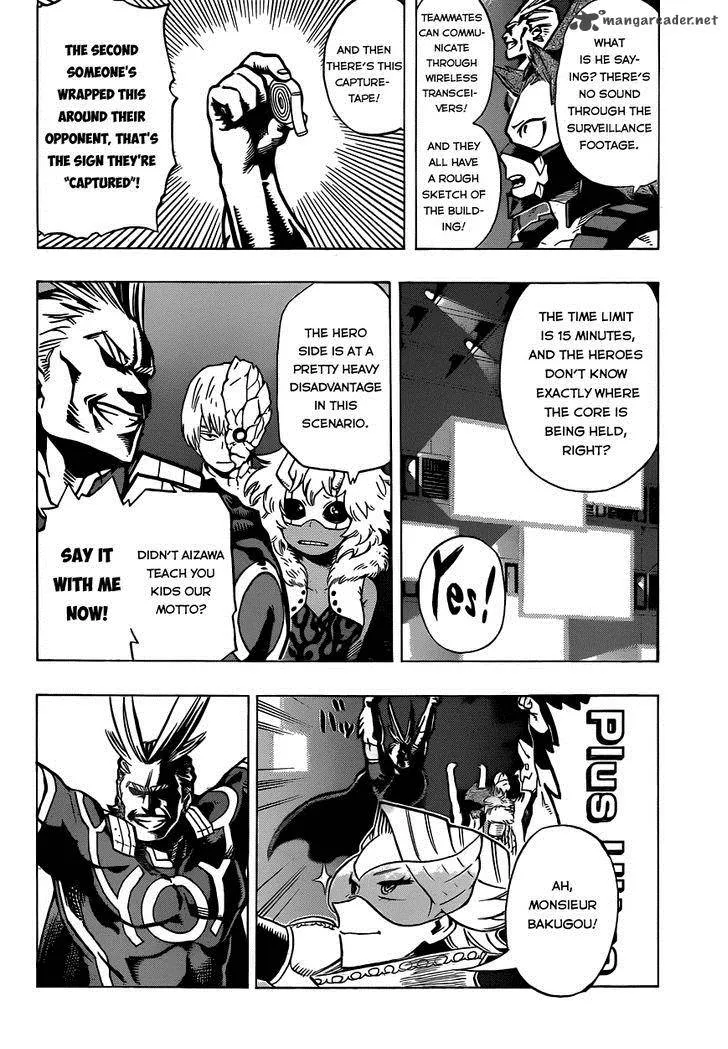 mangareader.net
WHAT
IS HE SAY-
ING? THERE'S
NO SOUND
THROUGH THE
SURVEILLANCE
FOOTAGE.
TEAMMATES
CAN COMMU-
NICATE
THROUGH
WIRELESS
TRANSCEI-
VERS!
AND THEY
ALL HAVE
A ROUGH
SKETCH OF
THE BUILD-
ING!
AND THEN
THERE'S THIS
CAPTURE-
TAPE!
THE SECOND
SOMEONE'S
WRAPPED THIS
AROUND THEIR
OPPONENT, THAT'S
THE SIGN THEY'RE
"CAPTURED"!
THE TIME LIMIT
IS 15 MINUTES,
AND THE HEROES
DON'T KNOW
EXACTLY WHERE
THE CORE IS
BEING HELD,
RIGHT?
Yes!
THE HERO
SIDE IS AT A
PRETTY HEAVY
DISADVANTAGE
IN THIS
SCENARIO.
DIDN'T AIZAWA
TEACH YOU
KIDS OUR
MOTTO?
SAY IT
WITH ME
NOW!
Plus
AH,
MONSIEUR
BAKUGOU!